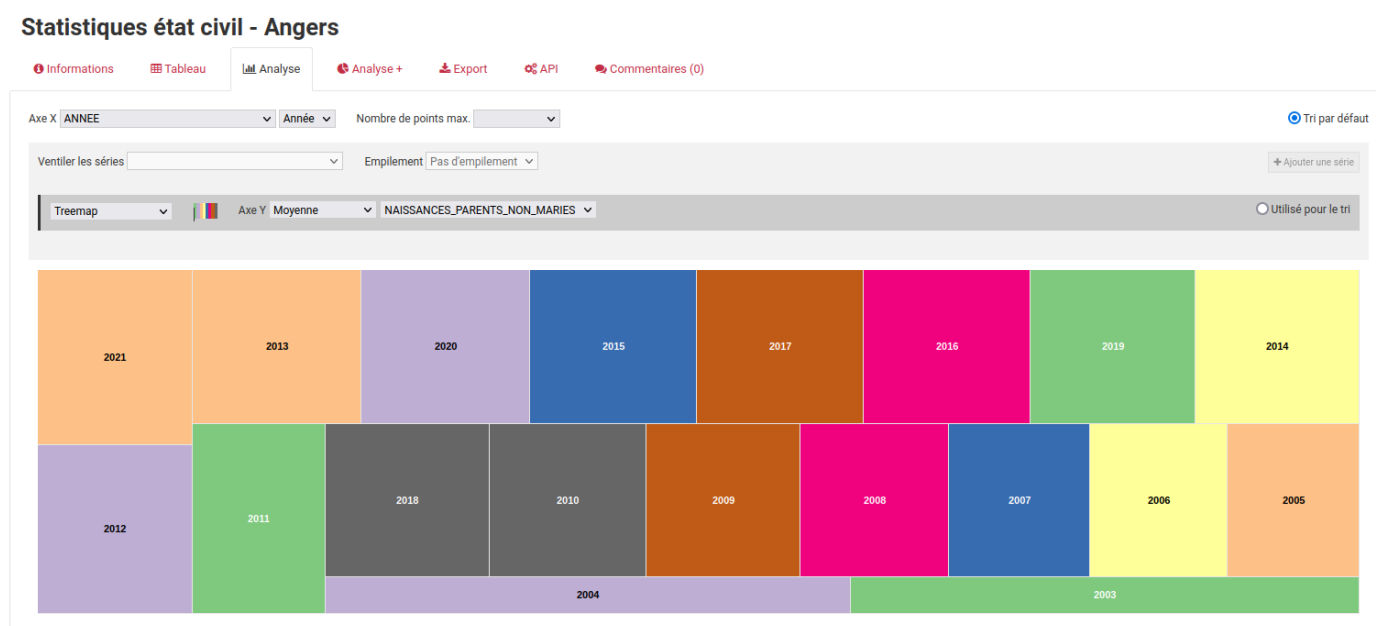 Statistiques état civil - Angers
Informations Tableau Analyse Analyse + Export API Commentaires (0)
Axe X ANNEE Année Nombre de points max. Tri par défaut
Ventiler les séries Empilement Pas d'empilement + Ajouter une série
Treemap Axe Y Moyenne NAISSANCES_PARENTS_NON_MARIES Utilisé pour le tri
2021 2013 2020 2015 2017 2016 2019 2014
2012 2011 2018 2010 2009 2008 2007 2006 2005
2004 2003